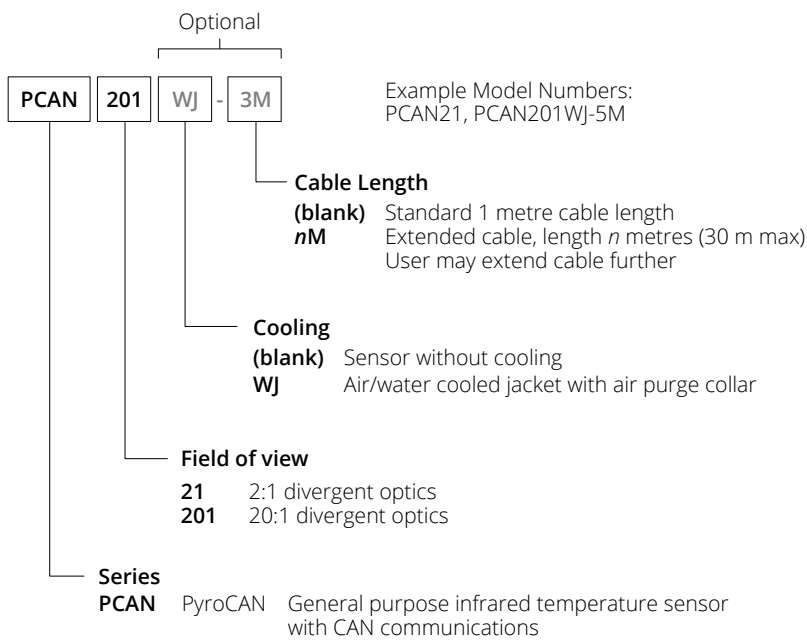 Optional
PCAN 201 WJ - 3M
Example Model Numbers:
PCAN21, PCAN201WJ-5M
Cable Length
(blank) Standard 1 metre cable length
nM Extended cable, length n metres (30 m max)
User may extend cable further
Cooling
(blank) Sensor without cooling
WJ Air/water cooled jacket with air purge collar
Field of view
21 2:1 divergent optics
201 20:1 divergent optics
Series
PCAN PyroCAN General purpose infrared temperature sensor
with CAN communications